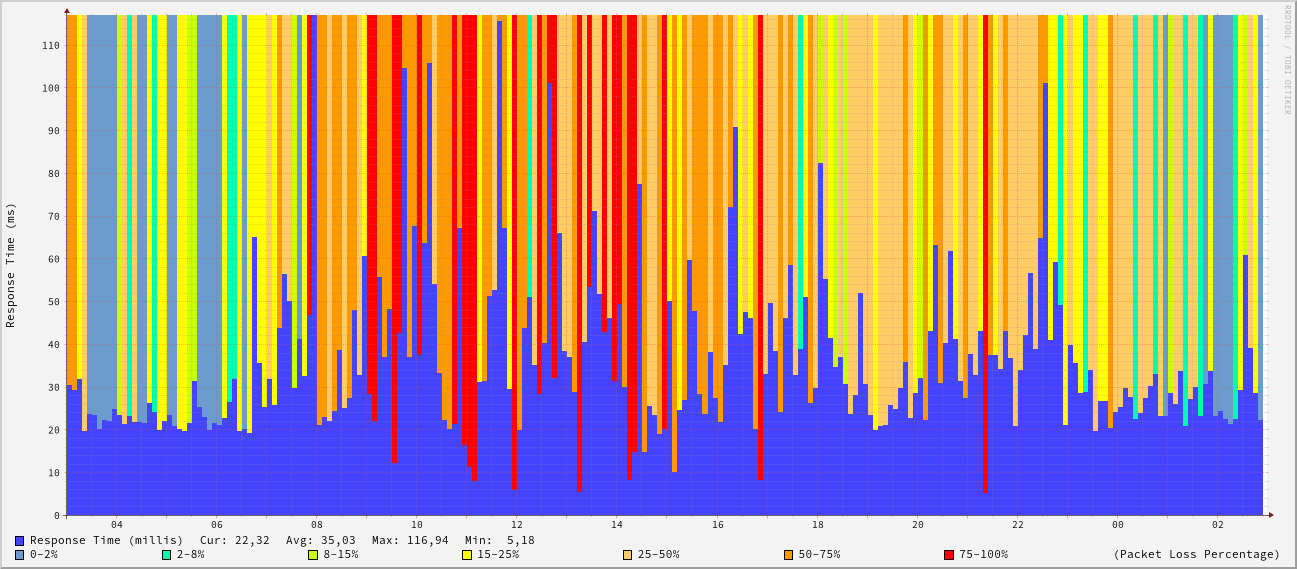 RRDTOOL / TOBI OETIKER
Response Time (ms)
110
100
90
80
70
60
50
40
30
20
10
0
04 06 08 10 12 14 16 18 20 22 00 02
Response Time (millis) Cur: 22,32 Avg: 35,03 Max: 116,94 Min: 5,18
0-2% 2-8% 8-15% 15-25% 25-50% 50-75% 75-100% (Packet Loss Percentage)